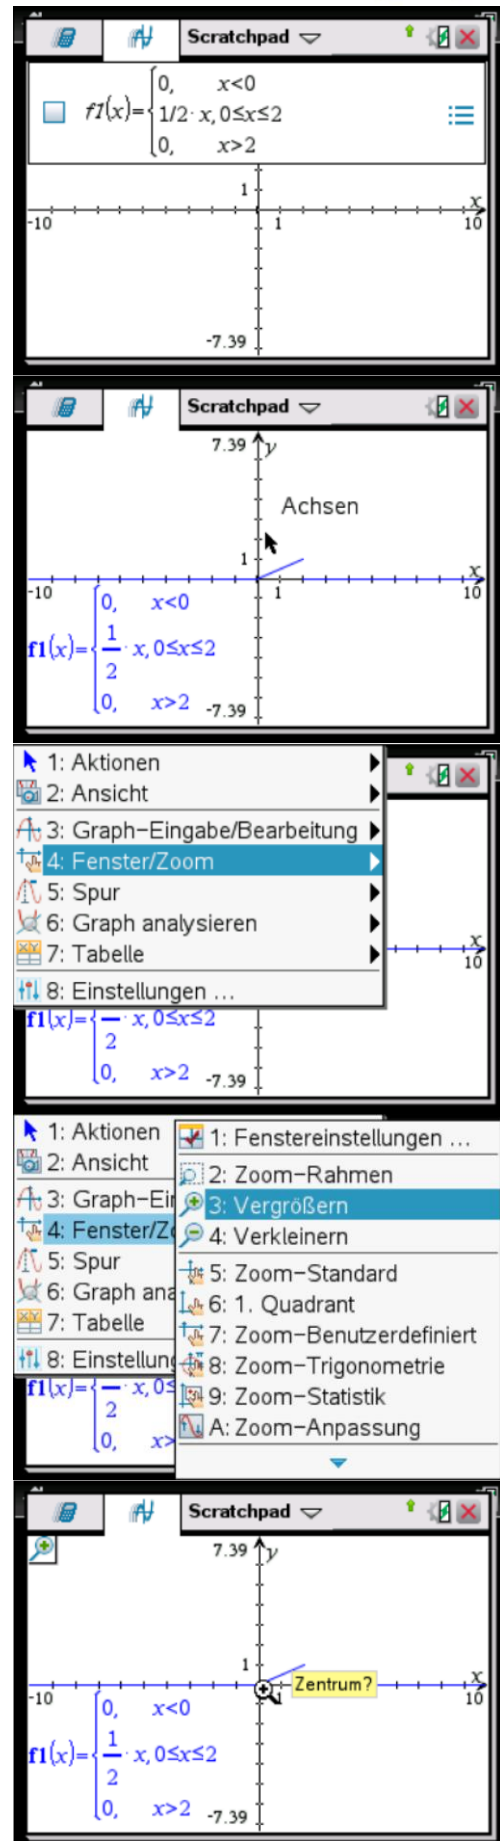 Scratchpad
0, x<0
f1(x)= 1/2· x, 0≤x≤2
0, x>2
1
x
-10 1 10
-7.39
Scratchpad
7.39 y
Achsen
1
x
-10 1 10
0, x<0
f1(x)= 1/2 · x, 0≤x≤2
0, x>2
-7.39
1: Aktionen
2: Ansicht
3: Graph-Eingabe/Bearbeitung
4: Fenster/Zoom
5: Spur
6: Graph analysieren
7: Tabelle
8: Einstellungen ...
x
10
f1(x)= — x, 0≤x≤2
2
0, x>2
-7.39
1: Aktionen
2: Ansicht
3: Graph-Ei
4: Fenster/Z
5: Spur
6: Graph ana
7: Tabelle
8: Einstellung
1: Fenstereinstellungen ...
2: Zoom-Rahmen
3: Vergrößern
4: Verkleinern
5: Zoom-Standard
6: 1. Quadrant
7: Zoom-Benutzerdefiniert
8: Zoom-Trigonometrie
9: Zoom-Statistik
A: Zoom-Anpassung
f1(x)= — x, 0≤
2
0, x>
Scratchpad
7.39 y
1
Zentrum?
x
-10 1 10
0, x<0
f1(x)= 1/2 · x, 0≤x≤2
0, x>2
-7.39